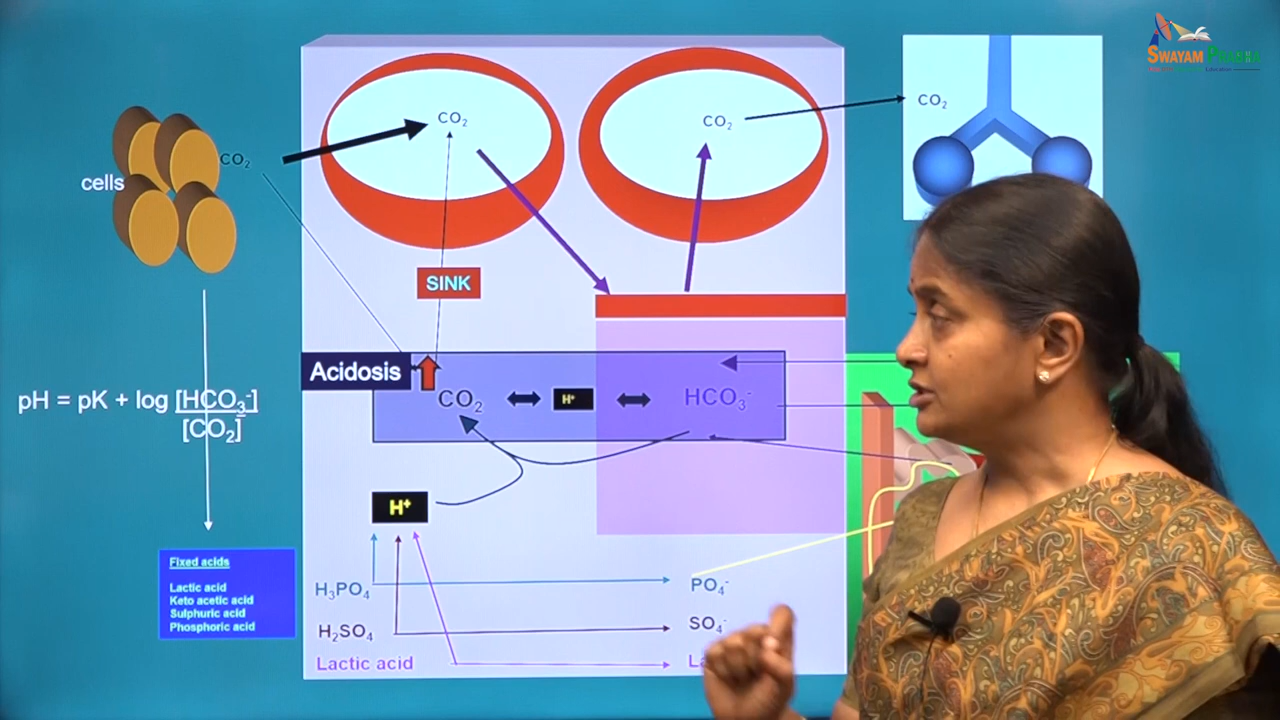 SWAYAM PRABHA
CO₂
CO₂
CO₂
CO₂
cells
SINK
Acidosis
pH = pK + log [HCO₃⁻]
[CO₂]
CO₂
H⁺
HCO₃⁻
H⁺
Fixed acids
Lactic acid
Keto acetic acid
Sulphuric acid
Phosphoric acid
H₃PO₄
PO₄⁻
H₂SO₄
SO₄⁻
Lactic acid